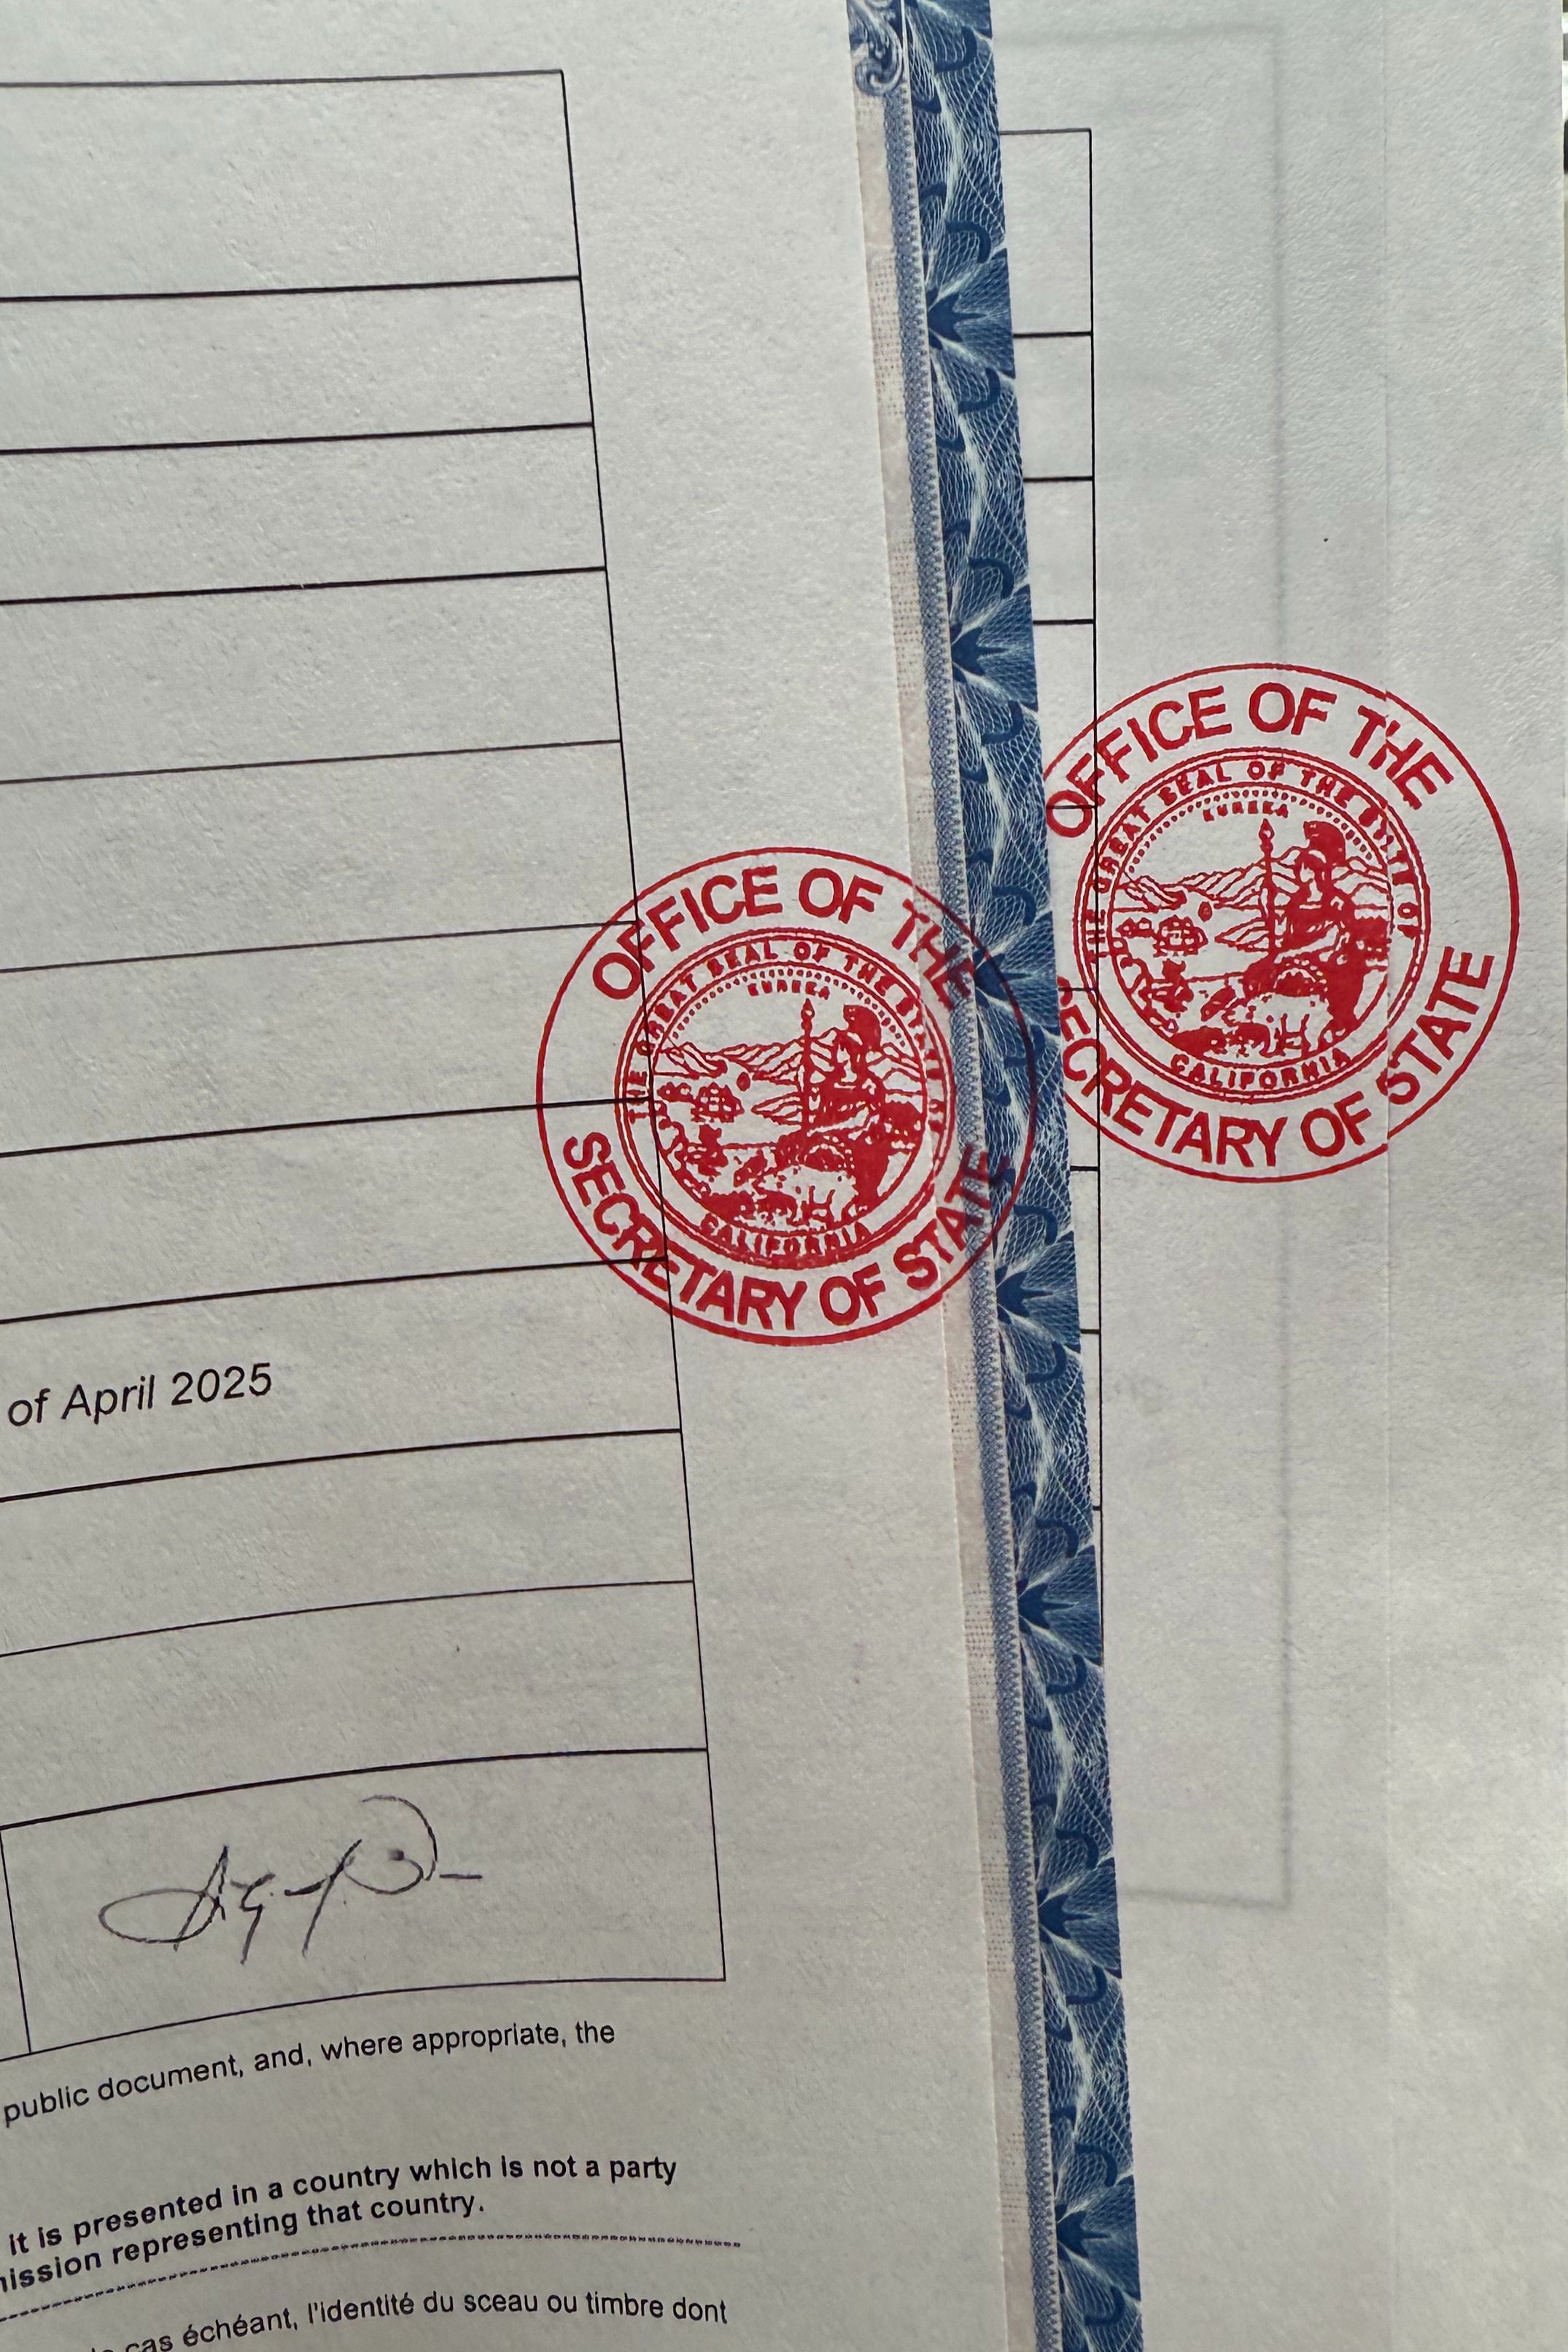 OFFICE OF THE
THE GREAT SEAL OF THE STATE OF
EUREKA
CALIFORNIA
SECRETARY OF STATE
OFFICE OF THE
THE GREAT SEAL OF THE
EUREKA
CALIFORNIA
SECRETARY OF STATE
of April 2025
public document, and, where appropriate, the
it is presented in a country which is not a party
mission representing that country.
cas échéant, l'identité du sceau ou timbre dont